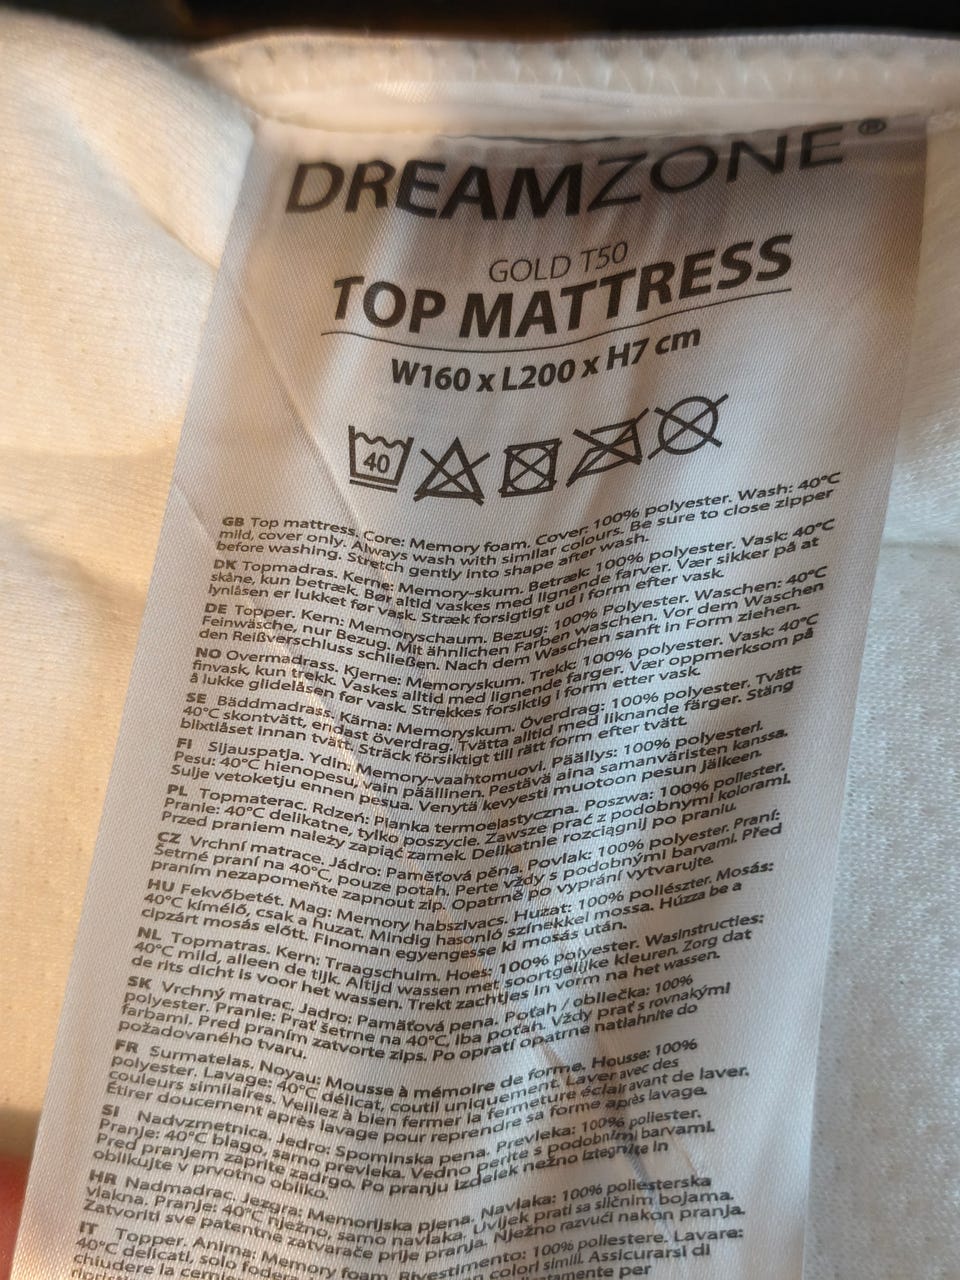 DREAMZONE®
GOLD T50
TOP MATTRESS
W160 x L200 x H7 cm
40
GB Top mattress. Core: Memory foam. Cover: 100% polyester. Wash: 40°C
mild, cover only. Always wash with similar colours. Be sure to close zipper
before washing. Stretch gently into shape after wash.
DK Topmadras. Kerne: Memory-skum. Betræk: 100% polyester. Vask: 40°C
skåne, kun betræk. Bør altid vaskes med lignende farver. Vær sikker på at
lynlåsen er lukket før vask. Stræk forsigtigt ud i form efter vask.
DE Topper. Kern: Memoryschaum. Bezug: 100% Polyester. Waschen: 40°C
Feinwäsche, nur Bezug. Mit ähnlichen Farben waschen. Vor dem Waschen
den Reißverschluss schließen. Nach dem Waschen sanft in Form ziehen.
NO Overmadrass. Kjerne: Memoryskum. Trekk: 100% polyester. Vask: 40°C
finvask, kun trekk. Vaskes alltid med lignende farger. Vær oppmerksom på
å lukke glidelåsen før vask. Strekkes forsiktig i form etter vask.
SE Bäddmadrass. Kärna: Memoryskum. Överdrag: 100% polyester. Tvätt:
40°C skontvätt, endast överdrag. Tvätta alltid med liknande färger. Stäng
blixtlåset innan tvätt. Sträck försiktigt till rätt form efter tvätt.
FI Sijauspatja. Ydin: Memory-vaahtomuovi. Päällys: 100% polyesteri.
Pesu: 40°C hienopesu, vain päällinen. Pestävä aina samanväristen kanssa.
Sulje vetoketju ennen pesua. Venytä kevyesti muotoon pesun jälkeen.
PL Topmaterac. Rdzeń: Pianka termoelastyczna. Poszwa: 100% poliester.
Pranie: 40°C delikatne, tylko poszycie. Zawsze prać z podobnymi kolorami.
Przed praniem należy zapiąć zamek. Delikatnie rozciągnij po praniu.
CZ Vrchní matrace. Jádro: Paměťová pěna. Povlak: 100% polyester. Praní:
Šetrné praní na 40°C, pouze potah. Perte vždy s podobnými barvami. Před
praním nezapomeňte zapnout zip. Opatrně po vyprání vytvarujte.
HU Fekvőbetét. Mag: Memory habszivacs. Huzat: 100% poliészter. Mosás:
40°C kímélő, csak a huzat. Mindig hasonló színekkel mossa. Húzza be a
cipzárt mosás előtt. Finoman egyengesse ki mosás után.
NL Topmatras. Kern: Traagschuim. Hoes: 100% polyester. Wasinstructies:
40°C mild, alleen de tijk. Altijd wassen met soortgelijke kleuren. Zorg dat
de rits dicht is voor het wassen. Trekt zachtjes in vorm na het wassen.
SK Vrchný matrac. Jadro: Pamäťová pena. Poťah / obliečka: 100%
polyester. Pranie: Prať šetrne na 40°C, iba poťah. Vždy prať s rovnakými
farbami. Pred praním zatvorte zips. Po opratí opatrne natiahnite do
požadovaného tvaru.
FR Surmatelas. Noyau: Mousse à mémoire de forme. Housse: 100%
polyester. Lavage: 40°C délicat, coutil uniquement. Laver avec des
couleurs similaires. Veillez à bien fermer la fermeture éclair avant de laver.
Étirer doucement après lavage pour reprendre sa forme après lavage.
SI Nadvzmetnica. Jedro: Spominska pena. Prevleka: 100% poliester.
Pranje: 40°C blago, samo prevleka. Vedno perite s podobnimi barvami.
Pred pranjem zaprite zadrgo. Po pranju izdelek nežno iztegnite in
oblikujte v prvotno obliko.
HR Nadmadrac. Jezgra: Memorijska pjena. Navlaka: 100% poliesterska
vlakna. Pranje: 40°C nježno, samo navlaka. Uvijek prati sa sličnim bojama.
Zatvoriti sve patentne zatvarače prije pranja. Nježno razvući nakon pranja.
IT Topper. Anima: Memory foam. Rivestimento: 100% poliestere. Lavare:
40°C delicati, solo fodera. colori simili. Assicurarsi di
chiudere la per